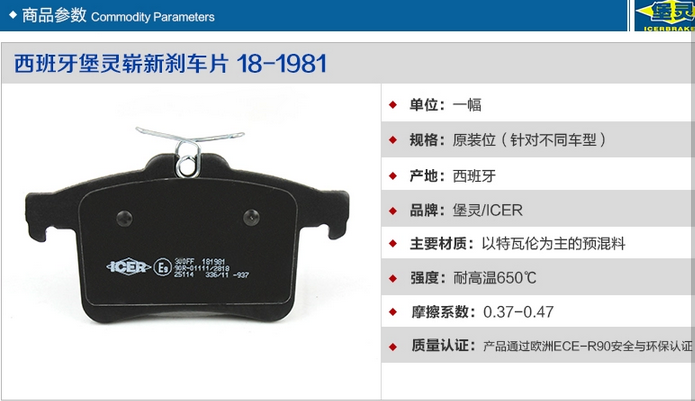 商品参数 Commodity Parameters
堡灵
ICERBRAKE
西班牙堡灵崭新刹车片 18-1981
单位：一幅
规格：原装位（针对不同车型）
产地：西班牙
品牌：堡灵/ICER
主要材质：以特瓦伦为主的预混料
强度：耐高温650℃
摩擦系数：0.37-0.47
质量认证：产品通过欧洲ECE-R90安全与环保认证
ICER
E9
300FF 181981
90R-01111/2818
25114 336/11 -937